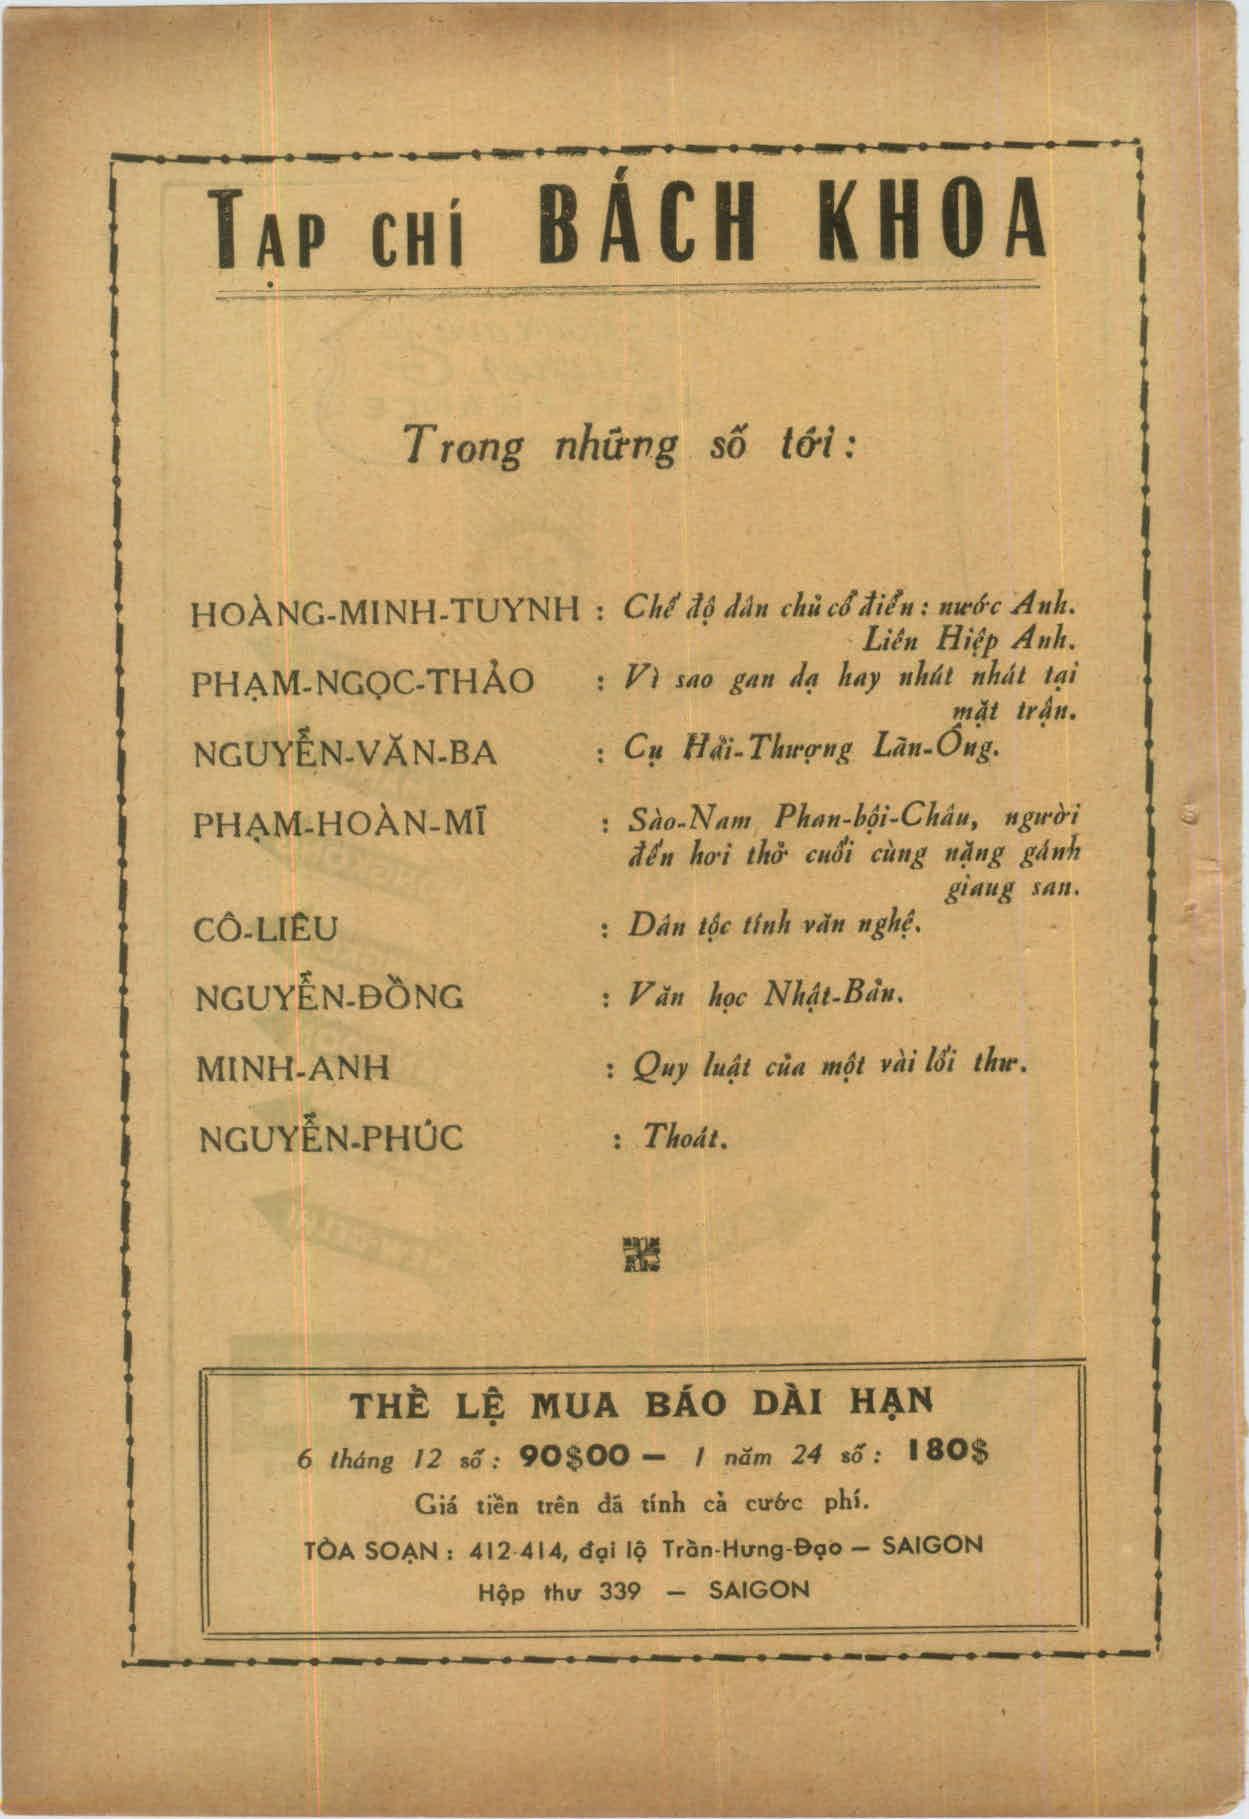 TẠP CHÍ BÁCH KHOA
Trong những số tới :
HOÀNG-MINH-TUYNH : Chế độ dân chủ cổ điển : nước Anh.
Liên Hiệp Anh.
PHẠM-NGỌC-THẢO : Vì sao gan dạ hay nhút nhát tại
mặt trận.
NGUYỄN-VĂN-BA : Cụ Hải-Thượng Lãn-Ông.
PHẠM-HOÀN-MĨ : Sào-Nam Phan-bội-Châu, người
đến hơi thở cuối cùng nặng gánh
giang san.
CÔ-LIÊU : Dân tộc tính văn nghệ.
NGUYỄN-ĐỒNG : Văn học Nhật-Bản.
MINH-ANH : Quy luật của một vài lối thư.
NGUYỄN-PHÚC : Thoát.
THỂ LỆ MUA BÁO DÀI HẠN
6 tháng 12 số : 90$00 — 1 năm 24 số : 180$
Giá tiền trên đã tính cả cước phí.
TÒA SOẠN : 412-414, đại lộ Trần-Hưng-Đạo — SAIGON
Hộp thư 339 — SAIGON